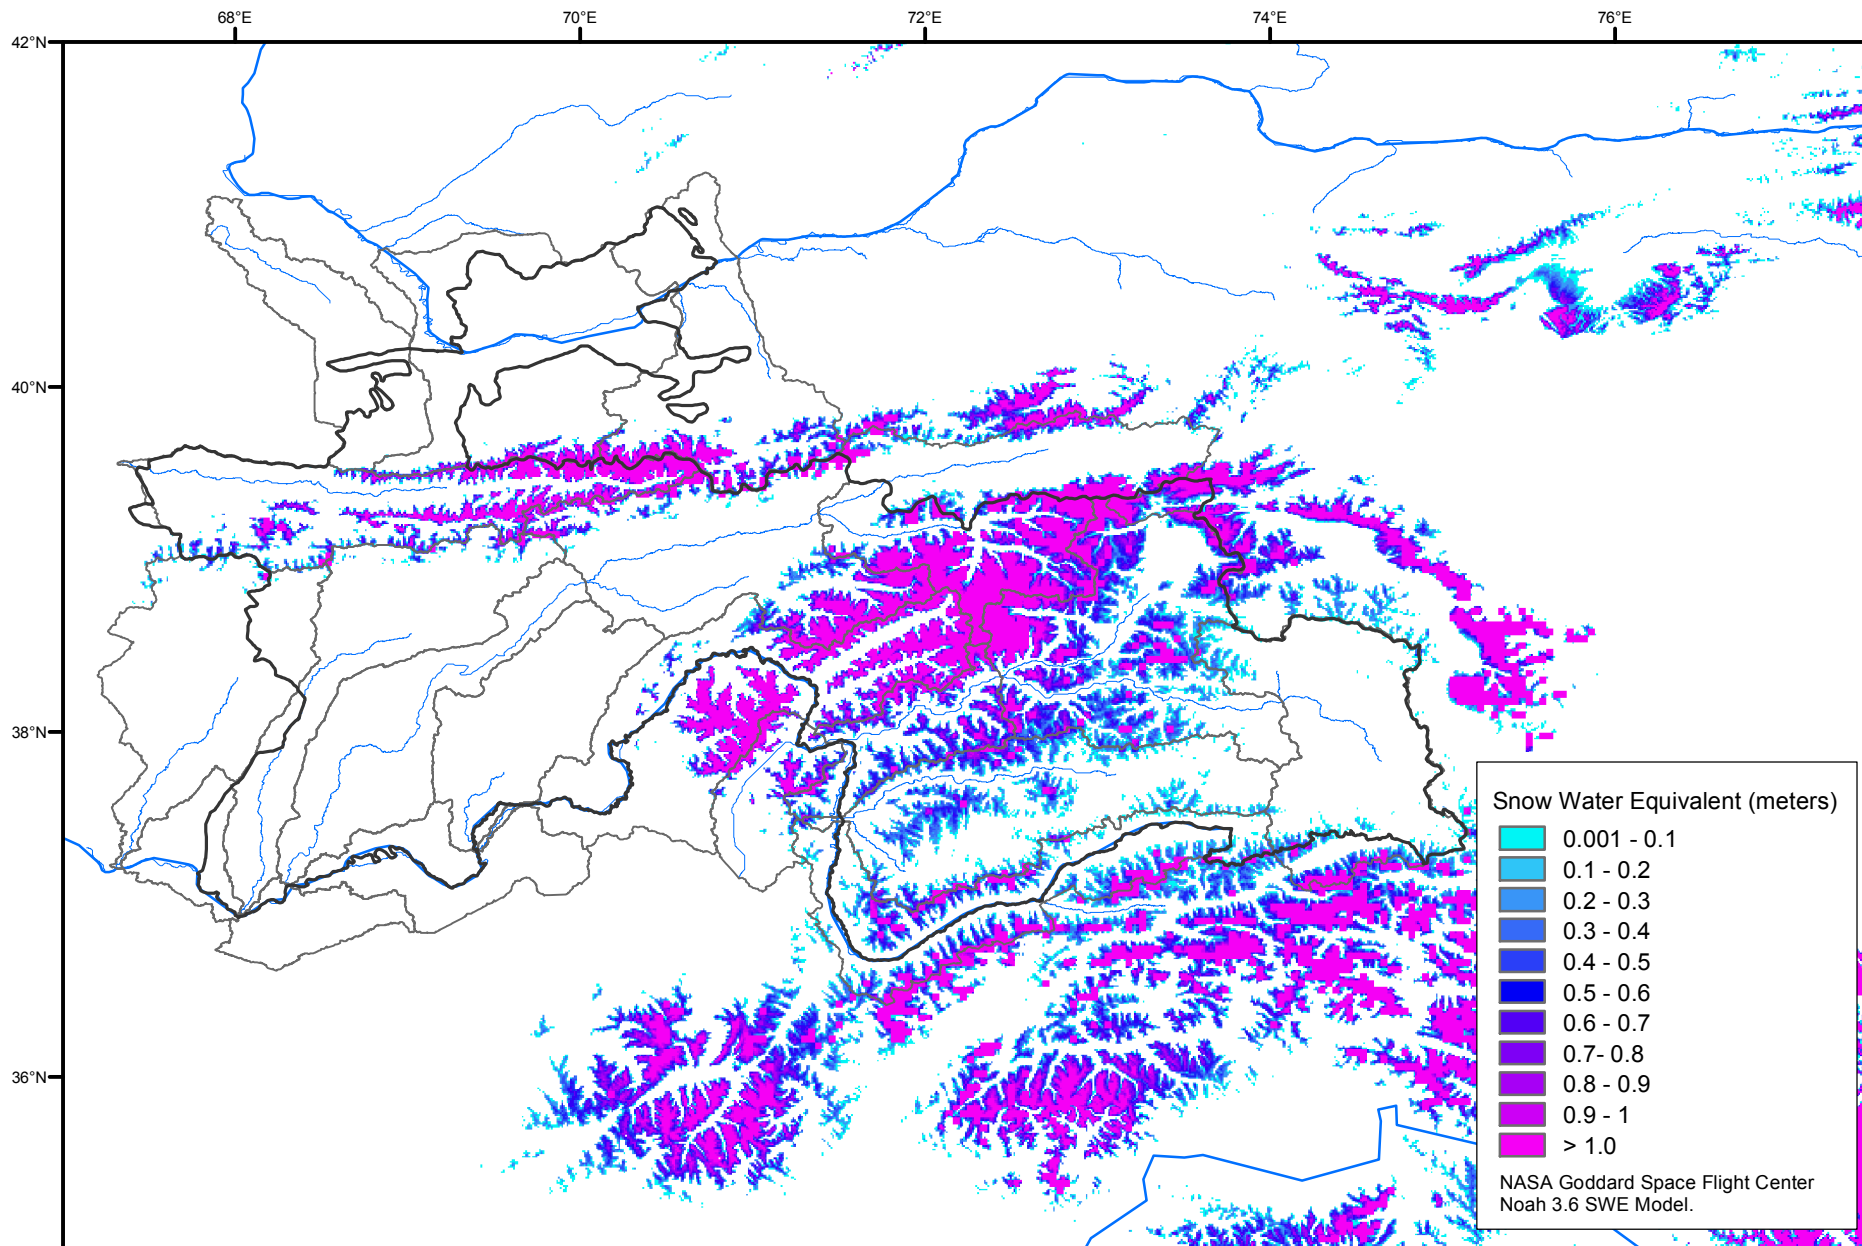 68°E 70°E 72°E 74°E 76°E
42°N
40°N
38°N
36°N
Snow Water Equivalent (meters)
0.001 - 0.1
0.1 - 0.2
0.2 - 0.3
0.3 - 0.4
0.4 - 0.5
0.5 - 0.6
0.6 - 0.7
0.7- 0.8
0.8 - 0.9
0.9 - 1
> 1.0
NASA Goddard Space Flight Center
Noah 3.6 SWE Model.